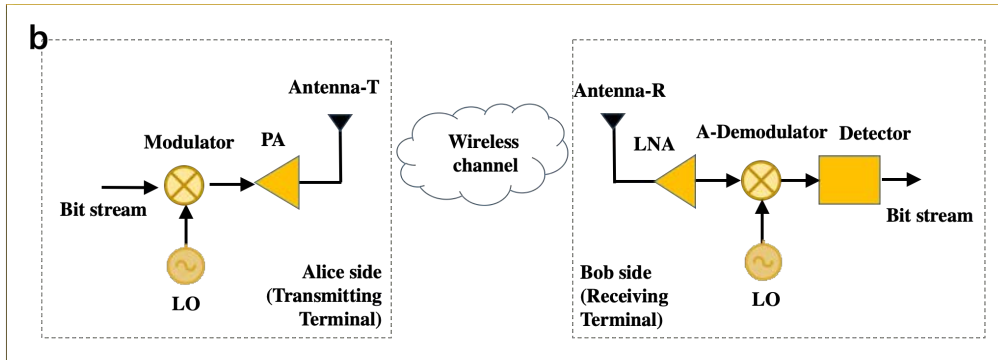 b
Antenna-T
Modulator
PA
Bit stream
LO
Alice side
(Transmitting
Terminal)
Wireless
channel
Antenna-R
LNA
A-Demodulator
Detector
Bit stream
LO
Bob side
(Receiving
Terminal)